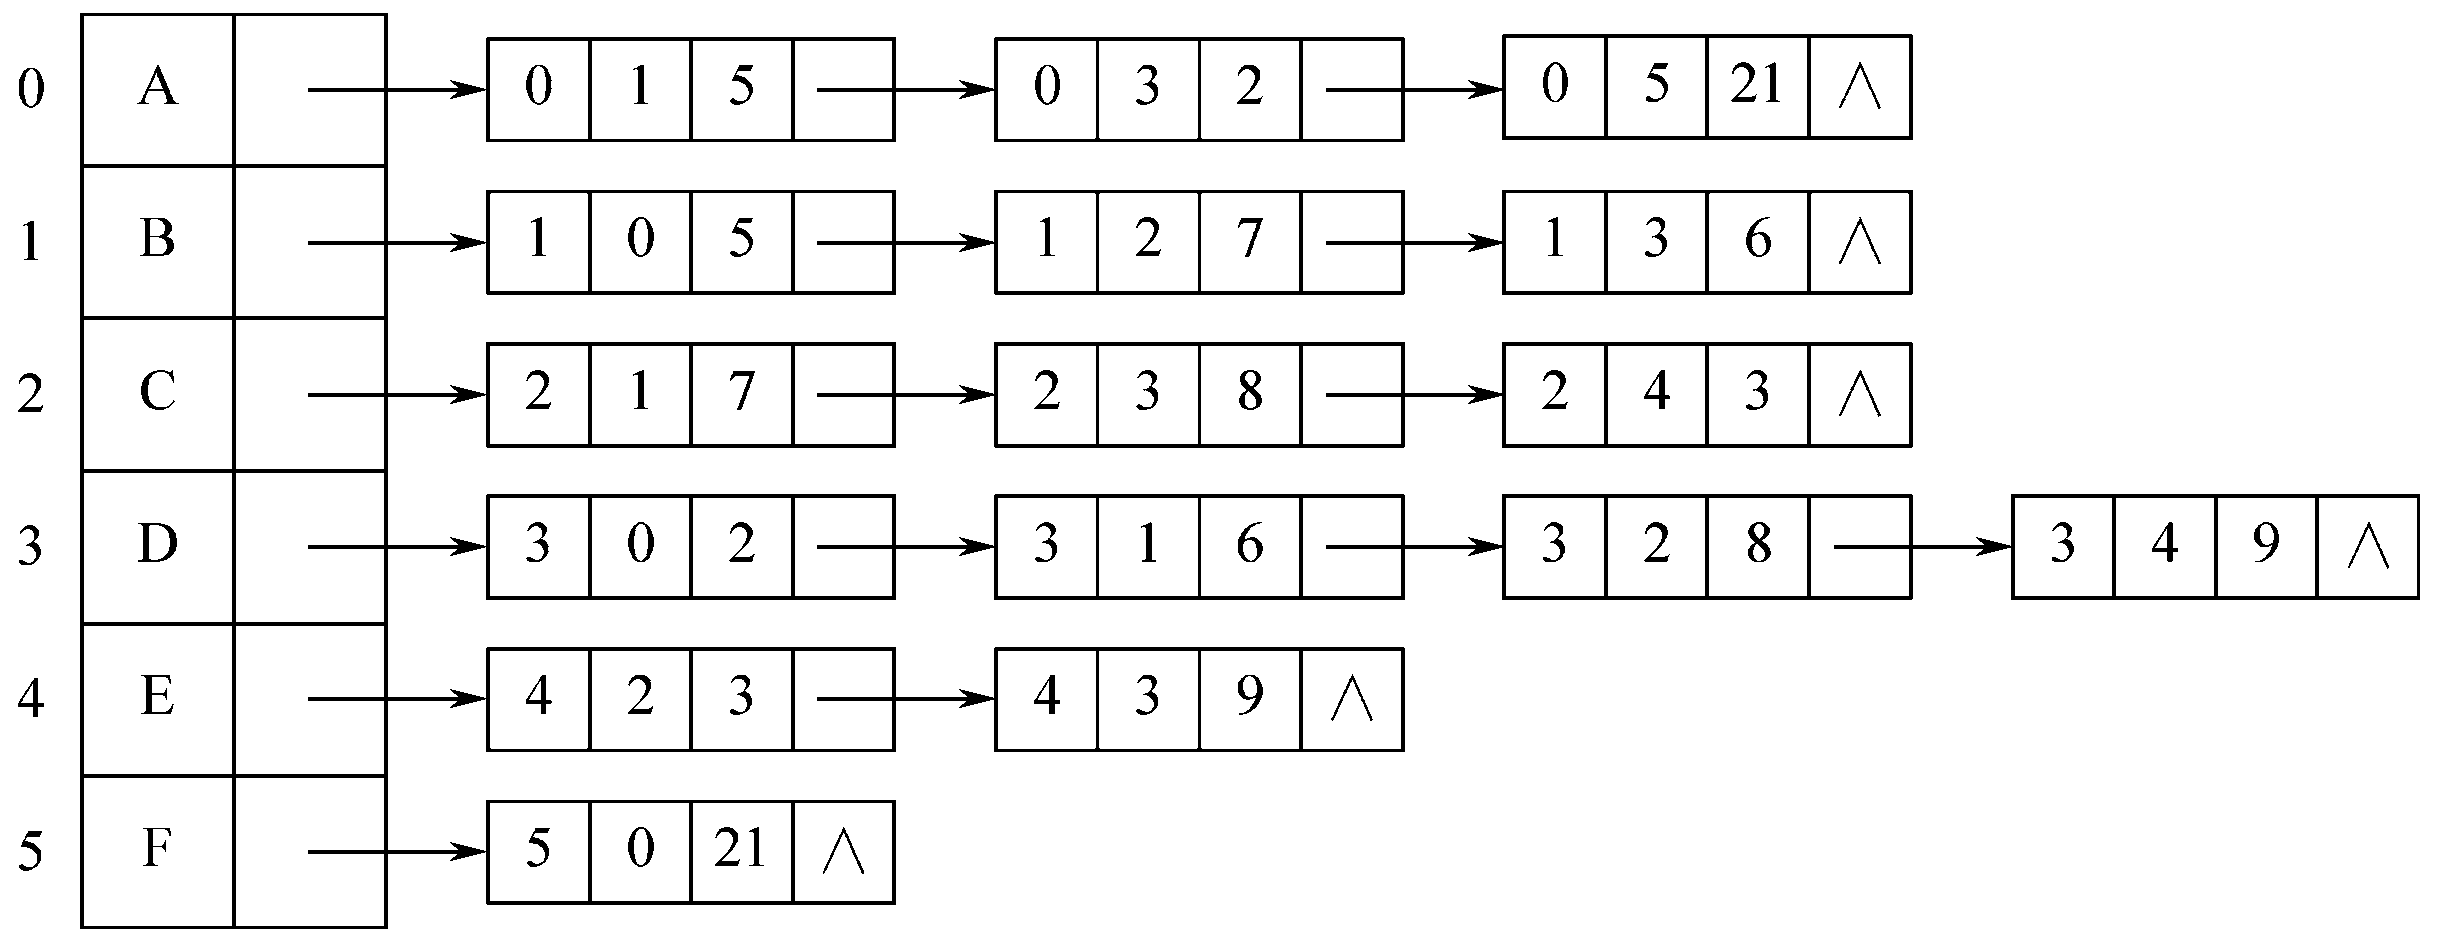 0 A 0 1 5 0 3 2 0 5 21 ∧
1 B 1 0 5 1 2 7 1 3 6 ∧
2 C 2 1 7 2 3 8 2 4 3 ∧
3 D 3 0 2 3 1 6 3 2 8 3 4 9 ∧
4 E 4 2 3 4 3 9 ∧
5 F 5 0 21 ∧